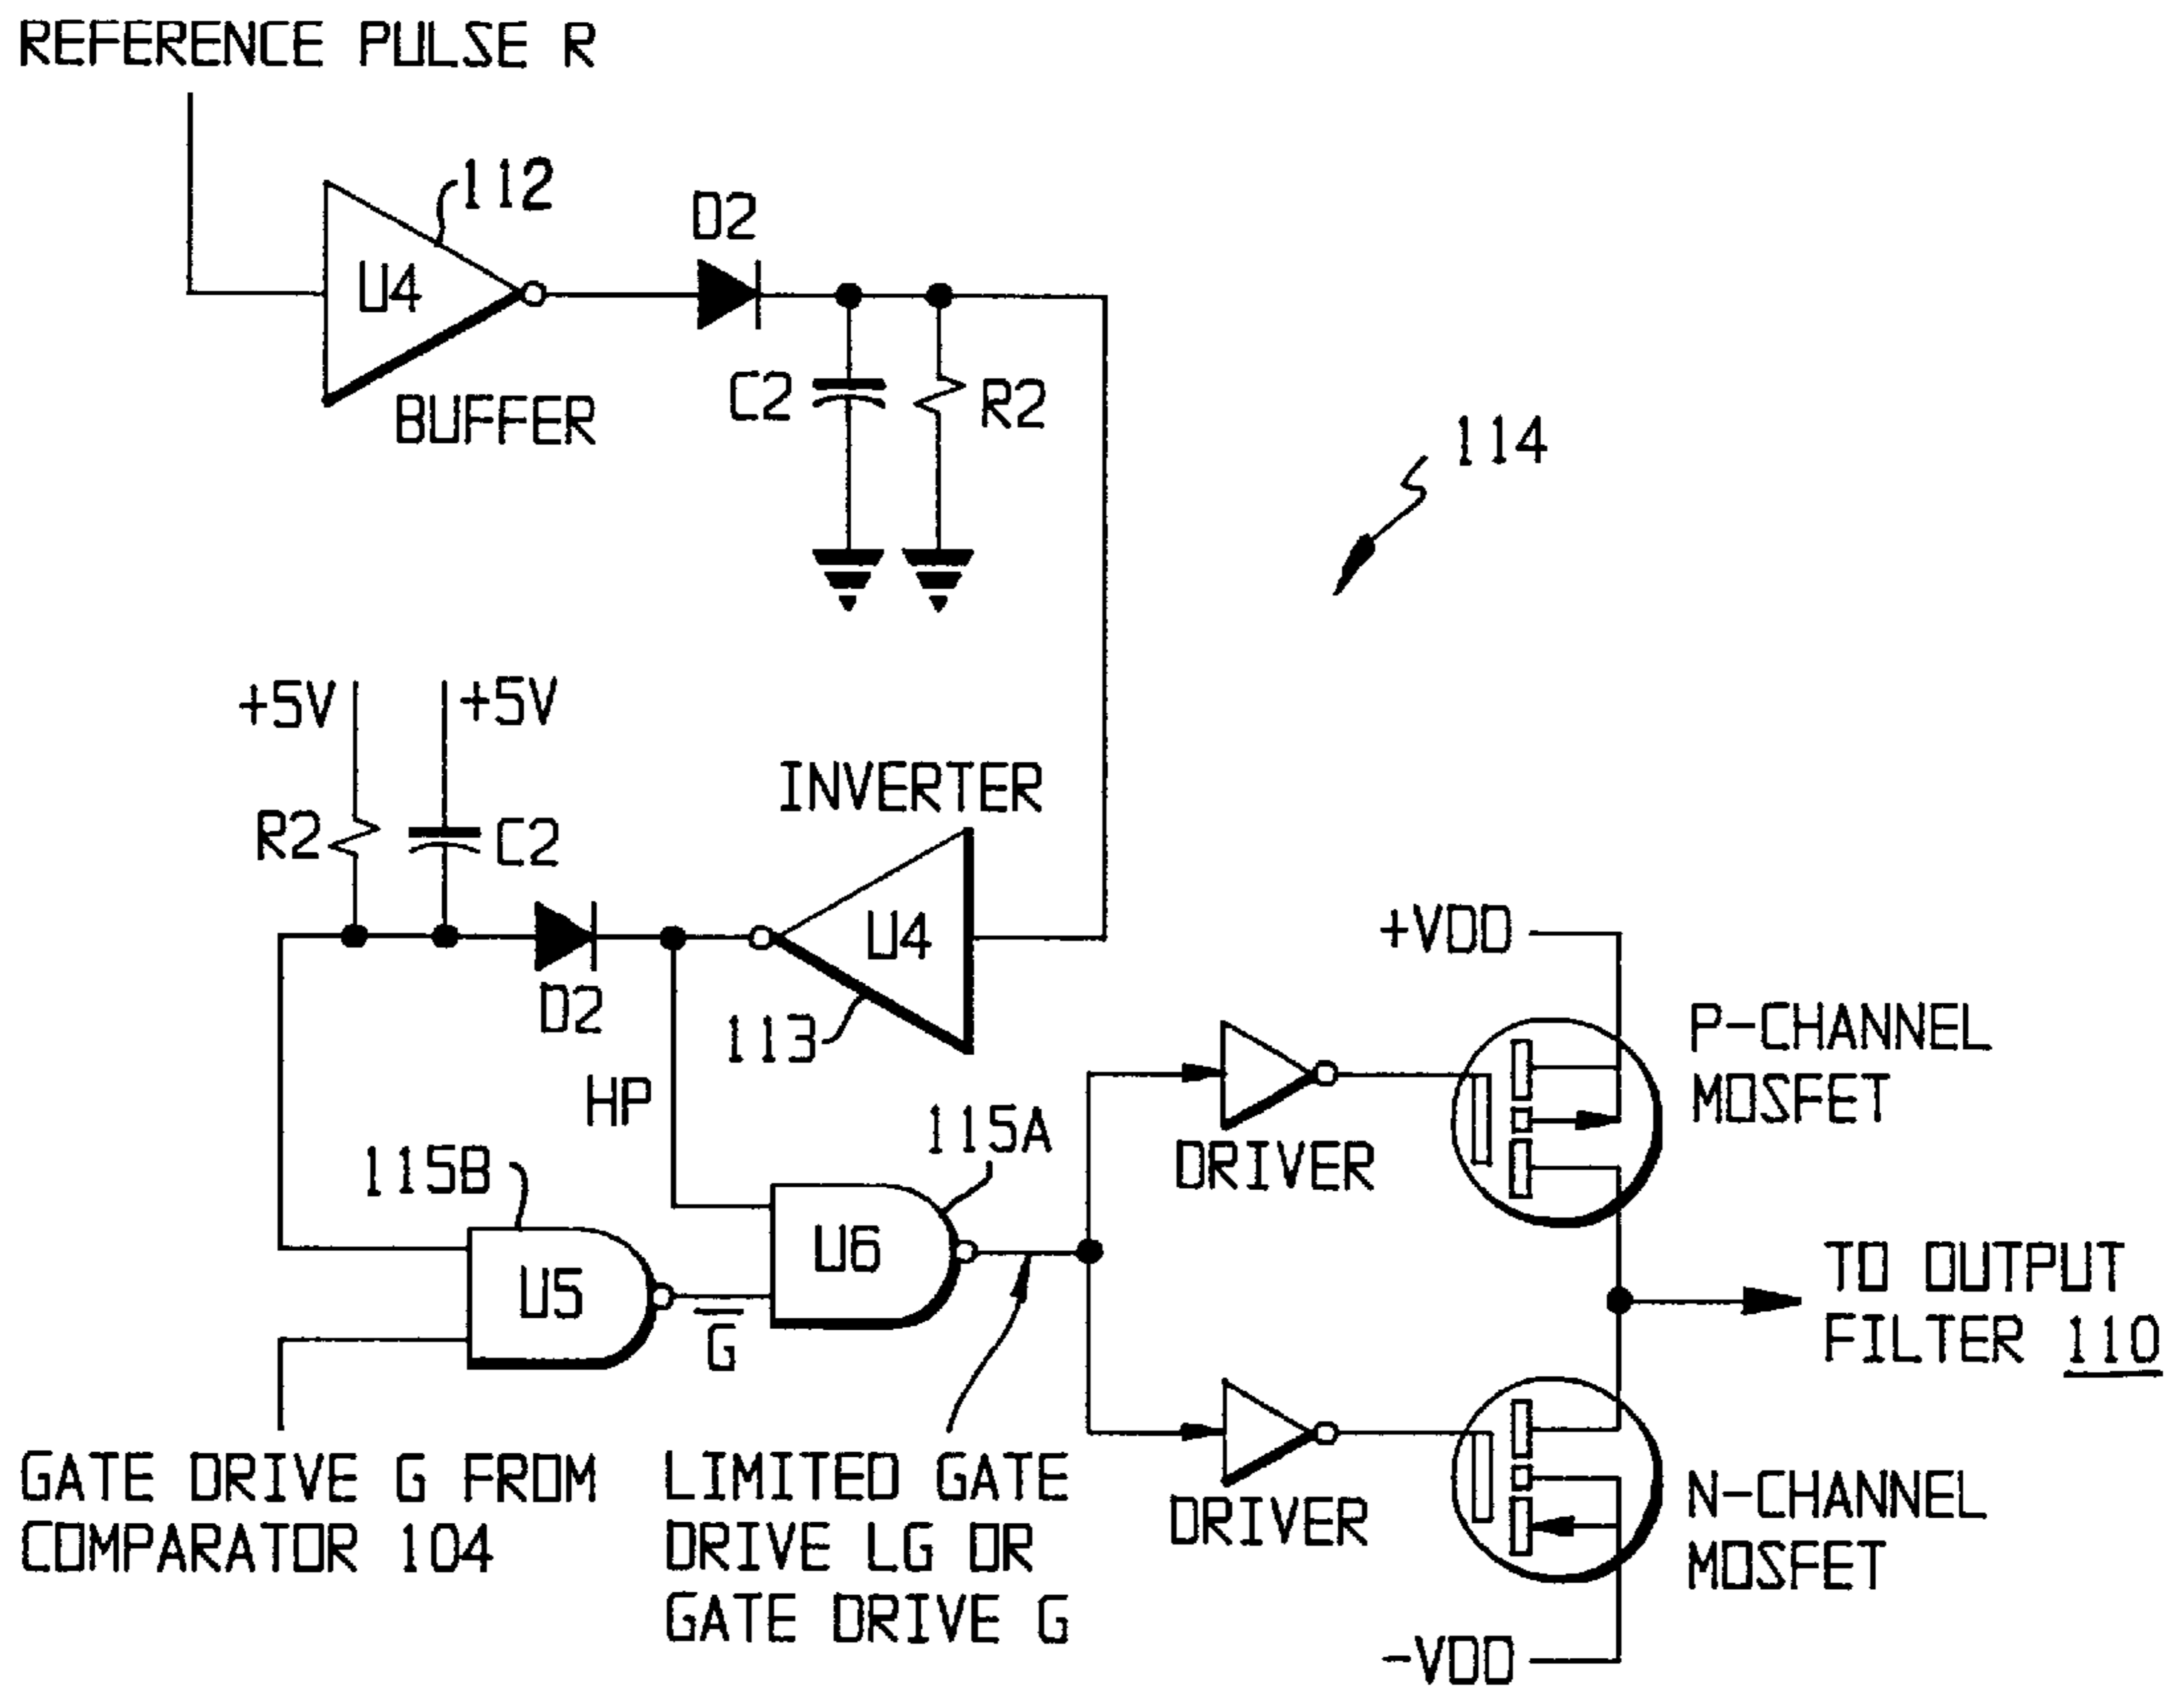 REFERENCE PULSE R
112
U4
BUFFER
D2
C2
R2
114
+5V
+5V
R2
C2
INVERTER
U4
113
D2
HP
115B
115A
U5
U6
G
GATE DRIVE G FROM
COMPARATOR 104
LIMITED GATE
DRIVE LG OR
GATE DRIVE G
DRIVER
DRIVER
+VDD
P-CHANNEL
MOSFET
TO OUTPUT
FILTER 110
N-CHANNEL
MOSFET
-VDD